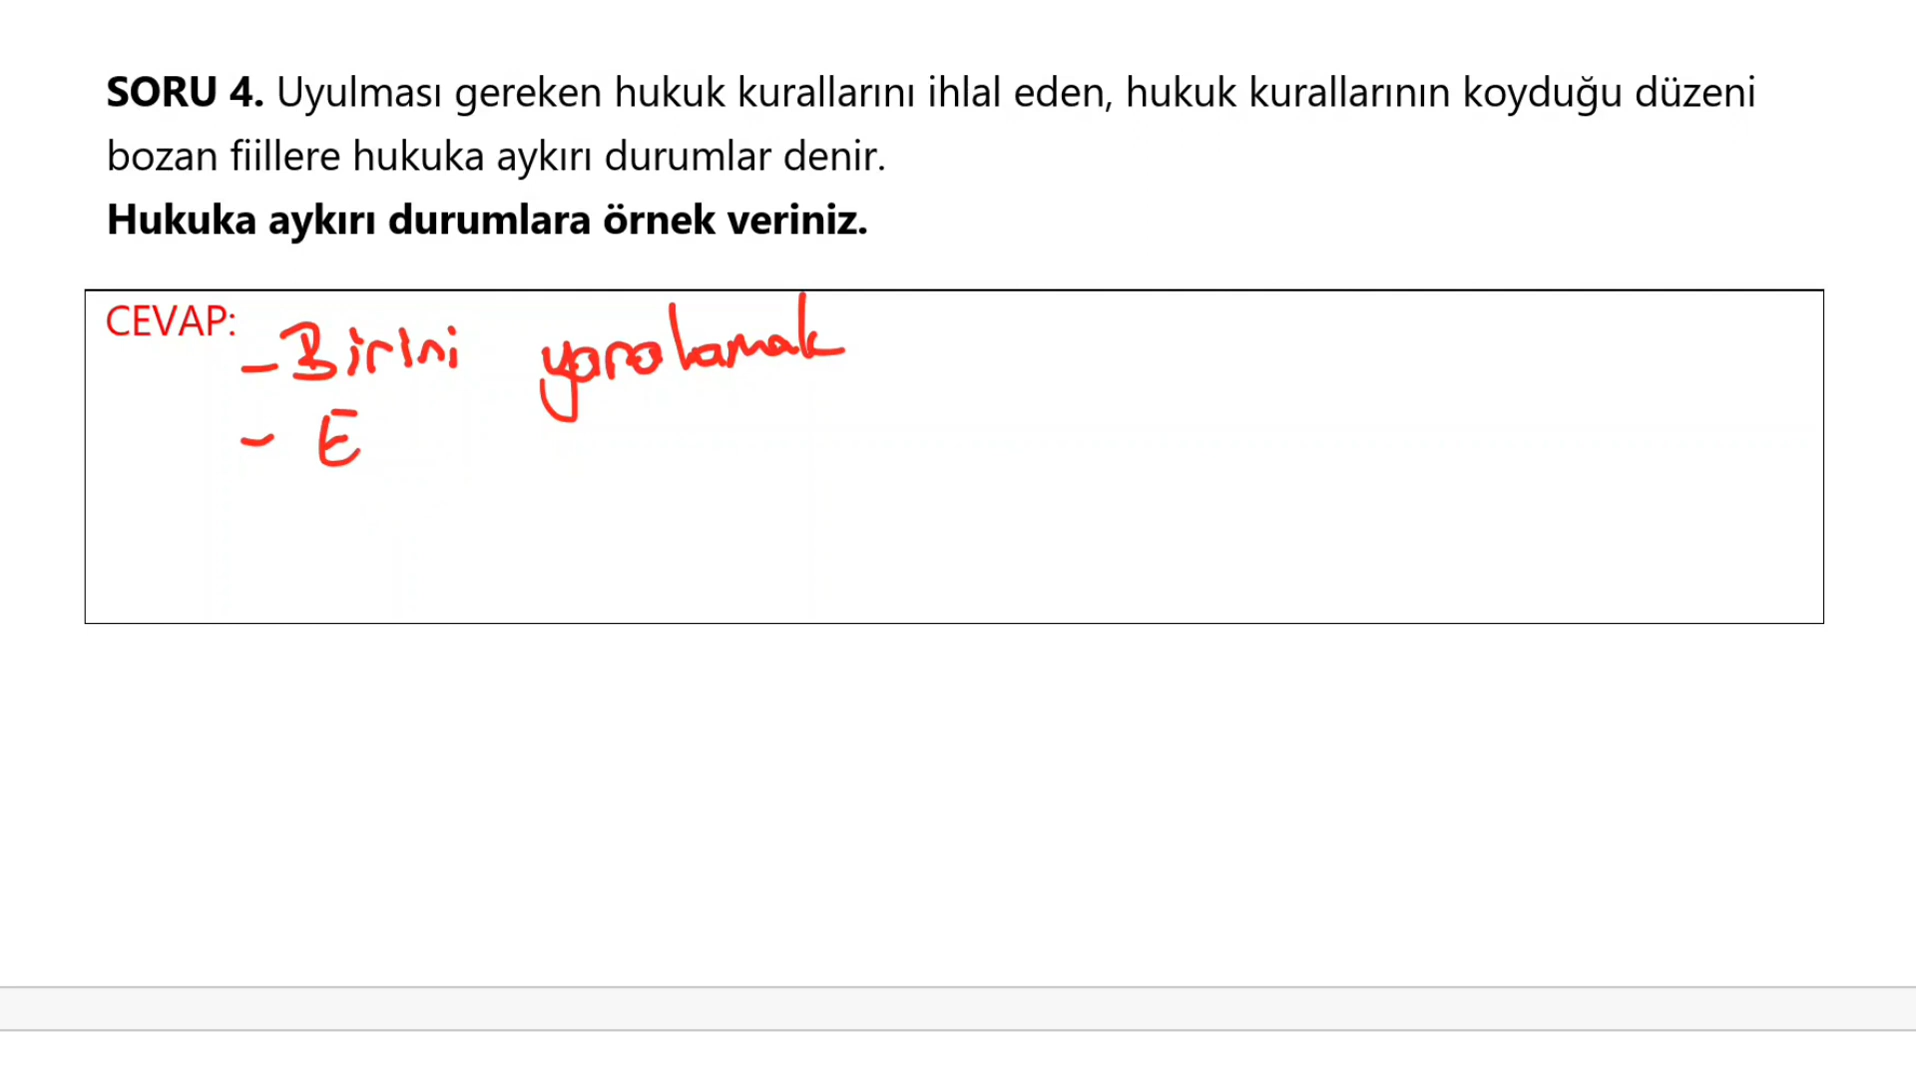 SORU 4. Uyulması gereken hukuk kurallarını ihlal eden, hukuk kurallarının koyduğu düzeni
bozan fiillere hukuka aykırı durumlar denir.
Hukuka aykırı durumlara örnek veriniz.
CEVAP:
- Birini yaralamak
- E